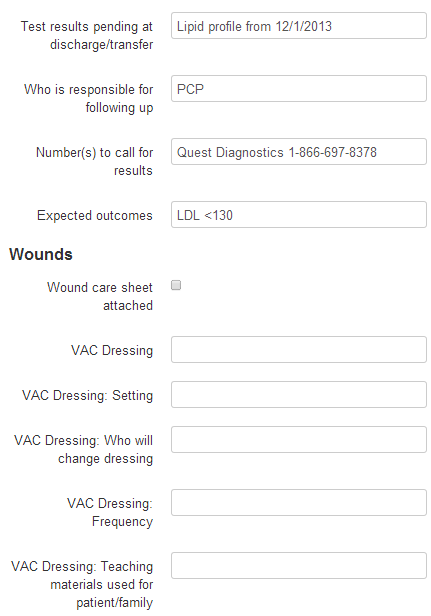 Test results pending at
discharge/transfer
Lipid profile from 12/1/2013
Who is responsible for
following up
PCP
Number(s) to call for
results
Quest Diagnostics 1-866-697-8378
Expected outcomes
LDL <130
Wounds
Wound care sheet
attached
VAC Dressing
VAC Dressing: Setting
VAC Dressing: Who will
change dressing
VAC Dressing:
Frequency
VAC Dressing: Teaching
materials used for
patient/family